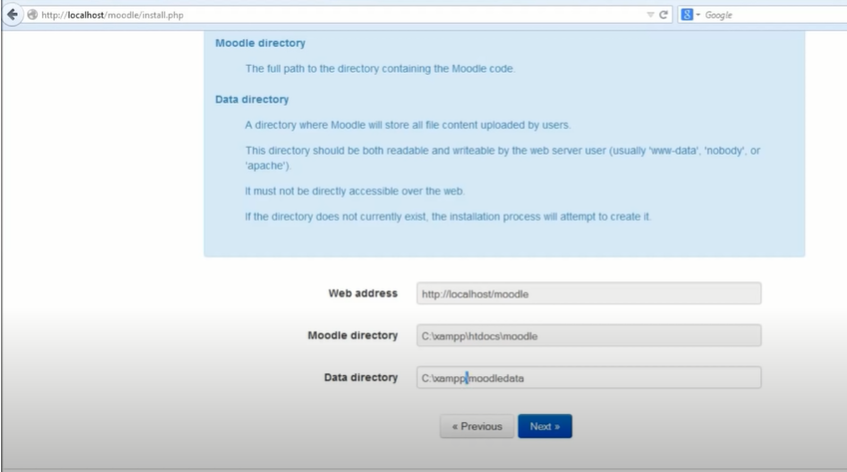 http://localhost/moodle/install.php
Google
Moodle directory
The full path to the directory containing the Moodle code.
Data directory
A directory where Moodle will store all file content uploaded by users.
This directory should be both readable and writeable by the web server user (usually 'www-data', 'nobody', or
'apache').
It must not be directly accessible over the web.
If the directory does not currently exist, the installation process will attempt to create it.
Web address
http://localhost/moodle
Moodle directory
C:\xampp\htdocs\moodle
Data directory
C:\xampp\moodledata
« Previous
Next »